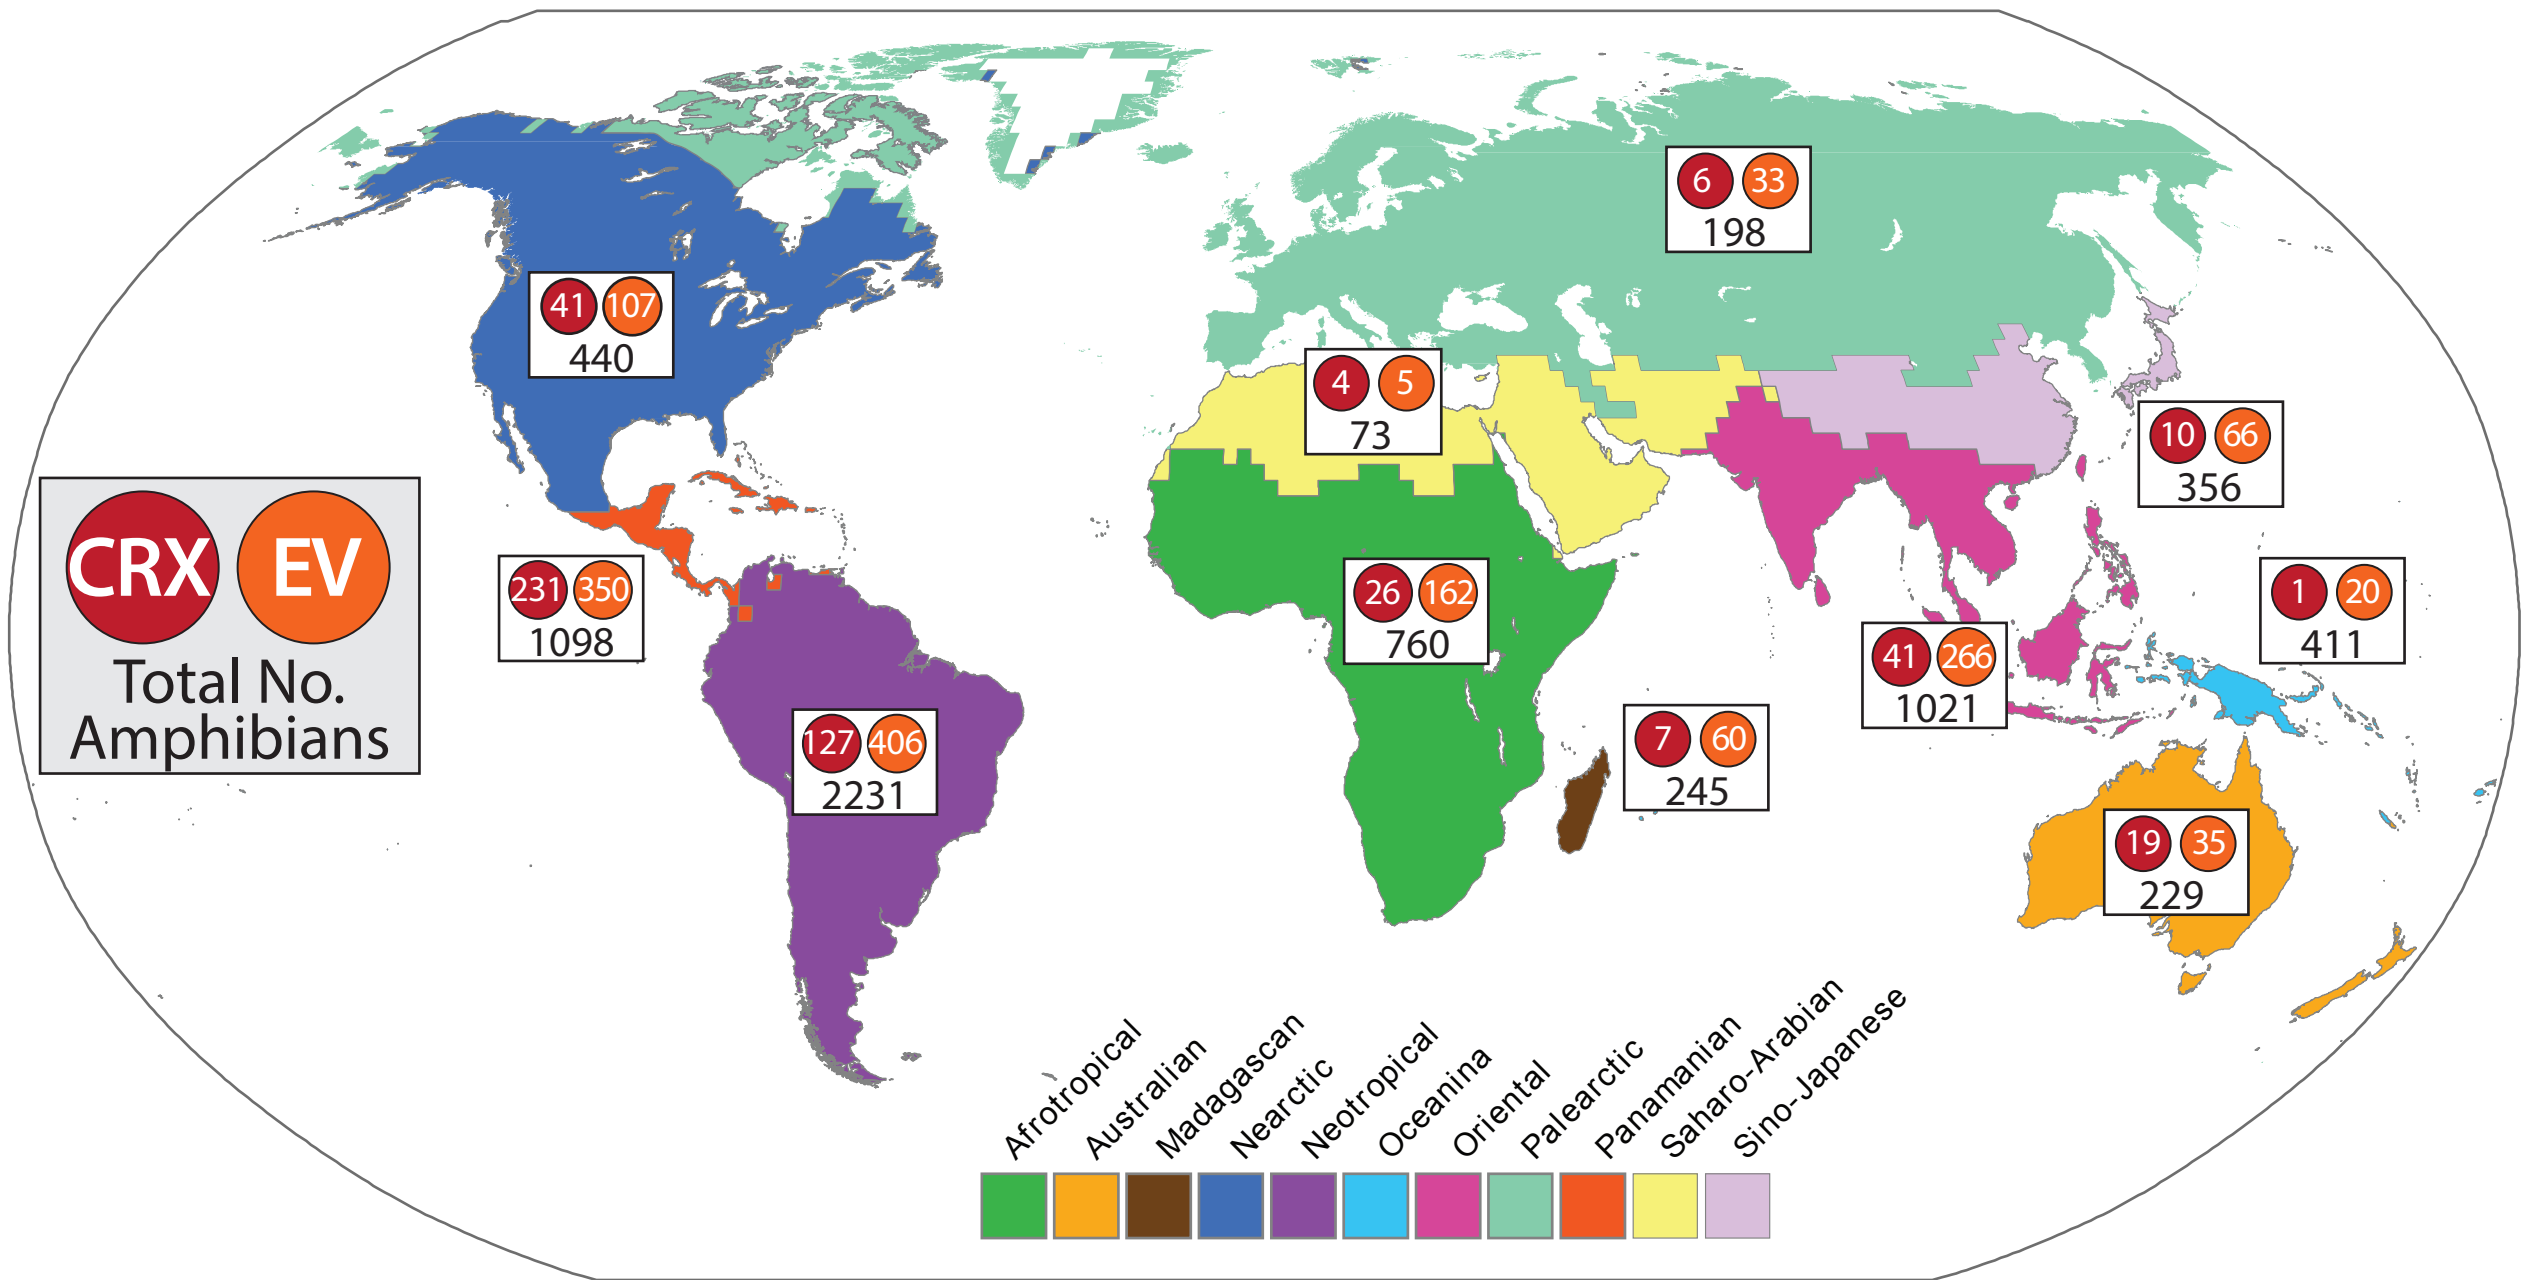 6 33
198
41 107
440
4 5
73
10 66
356
CRX EV
Total No.
Amphibians
231 350
1098
26 162
760
1 20
411
41 266
1021
127 406
2231
7 60
245
19 35
229
Afrotropical
Australian
Madagascan
Nearctic
Neotropical
Oceanina
Oriental
Palearctic
Panamanian
Saharo-Arabian
Sino-Japanese